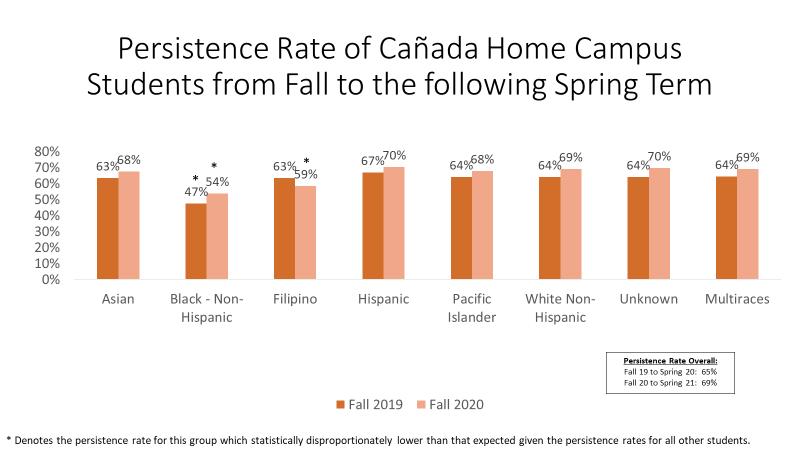 Persistence Rate of Cañada Home Campus
Students from Fall to the following Spring Term
80%
70%
60%
50%
40%
30%
20%
10%
0%
63% 68%
* 47% * 54%
63% * 59%
67% 70%
64% 68%
64% 69%
64% 70%
64% 69%
Asian
Black - Non-
Hispanic
Filipino
Hispanic
Pacific
Islander
White Non-
Hispanic
Unknown
Multiraces
Persistence Rate Overall:
Fall 19 to Spring 20: 65%
Fall 20 to Spring 21: 69%
Fall 2019 Fall 2020
* Denotes the persistence rate for this group which statistically disproportionately lower than that expected given the persistence rates for all other students.